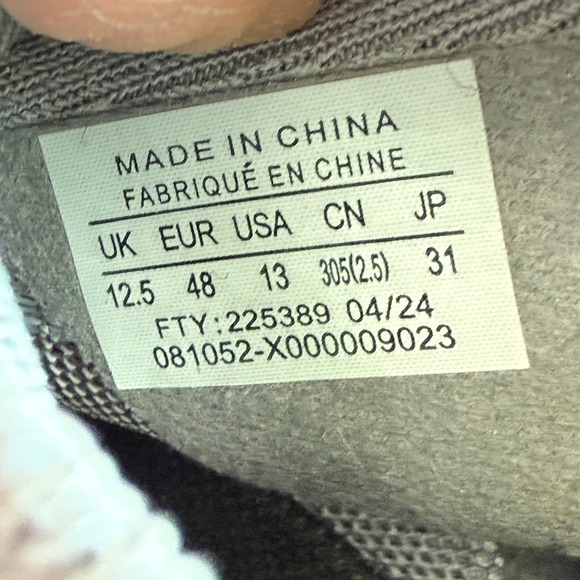 MADE IN CHINA
FABRIQUÉ EN CHINE
UK EUR USA CN JP
12.5 48 13 305(2.5) 31
FTY:225389 04/24
081052-X000009023